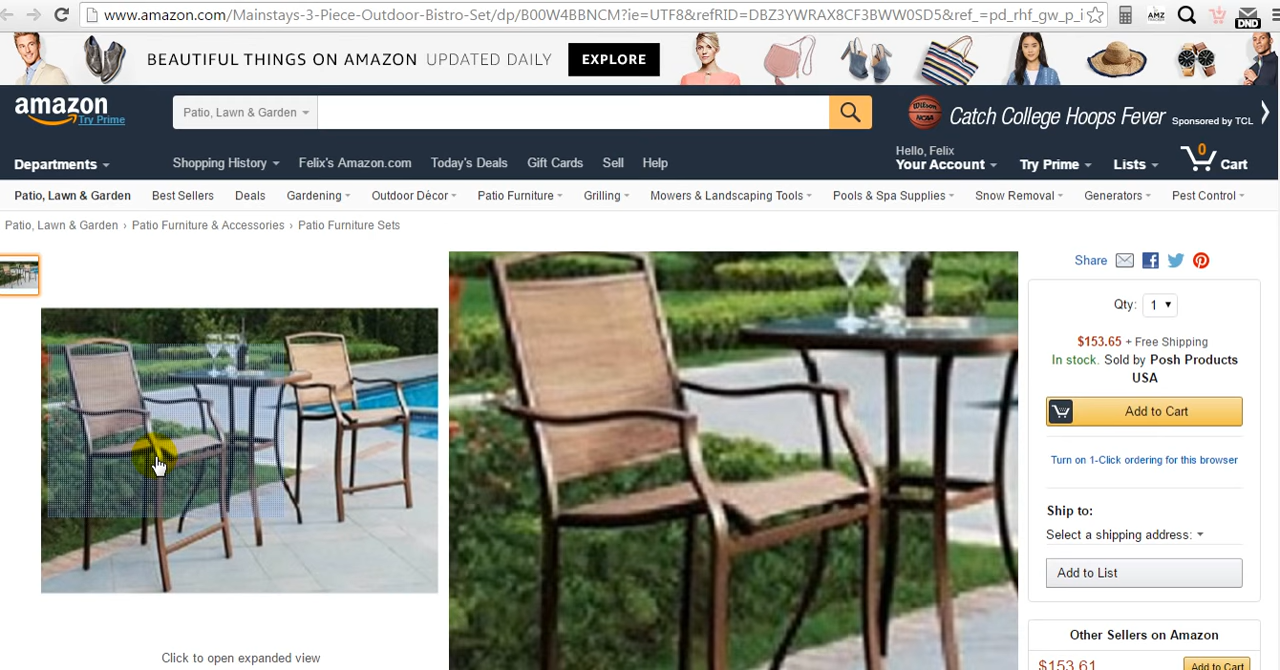 www.amazon.com/Mainstays-3-Piece-Outdoor-Bistro-Set/dp/B00W4BBNCM?ie=UTF8&refRID=DBZ3YWRAX8CF3BWW0SD5&ref_=pd_rhf_gw_p_i
AMZ
DND
BEAUTIFUL THINGS ON AMAZON UPDATED DAILY EXPLORE
amazon
Try Prime
Patio, Lawn & Garden
WILSON
NCAA
Catch College Hoops Fever Sponsored by TCL
Departments
Shopping History Felix's Amazon.com Today's Deals Gift Cards Sell Help
Hello, Felix
Your Account Try Prime Lists 0 Cart
Patio, Lawn & Garden Best Sellers Deals Gardening Outdoor Dècor Patio Furniture Grilling Mowers & Landscaping Tools Pools & Spa Supplies Snow Removal Generators Pest Control
Patio, Lawn & Garden › Patio Furniture & Accessories › Patio Furniture Sets
Share
Qty: 1
$153.65 + Free Shipping
In stock. Sold by Posh Products
USA
Add to Cart
Turn on 1-Click ordering for this browser
Ship to:
Select a shipping address:
Add to List
Other Sellers on Amazon
$153.61 Add to Cart
Click to open expanded view